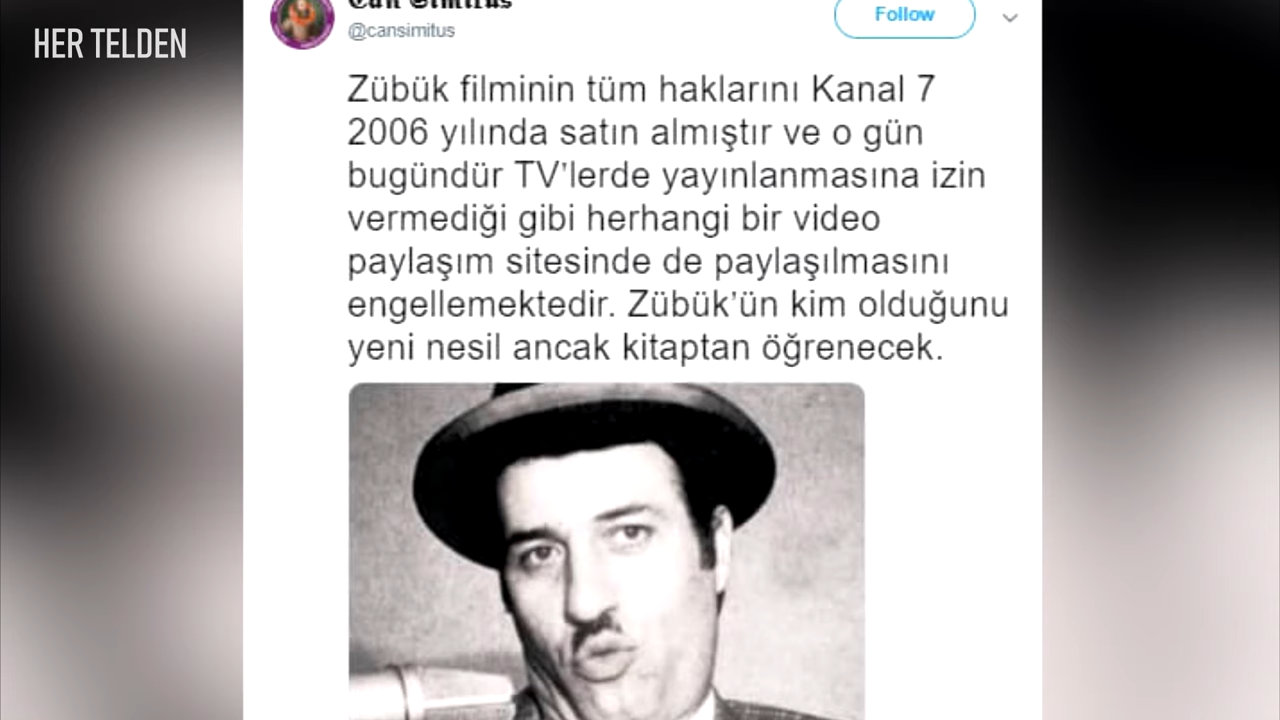 HER TELDEN
Can Simitus
@cansimitus
Follow
Zübük filminin tüm haklarını Kanal 7
2006 yılında satın almıştır ve o gün
bugündür TV'lerde yayınlanmasına izin
vermediği gibi herhangi bir video
paylaşım sitesinde de paylaşılmasını
engellemektedir. Zübük'ün kim olduğunu
yeni nesil ancak kitaptan öğrenecek.